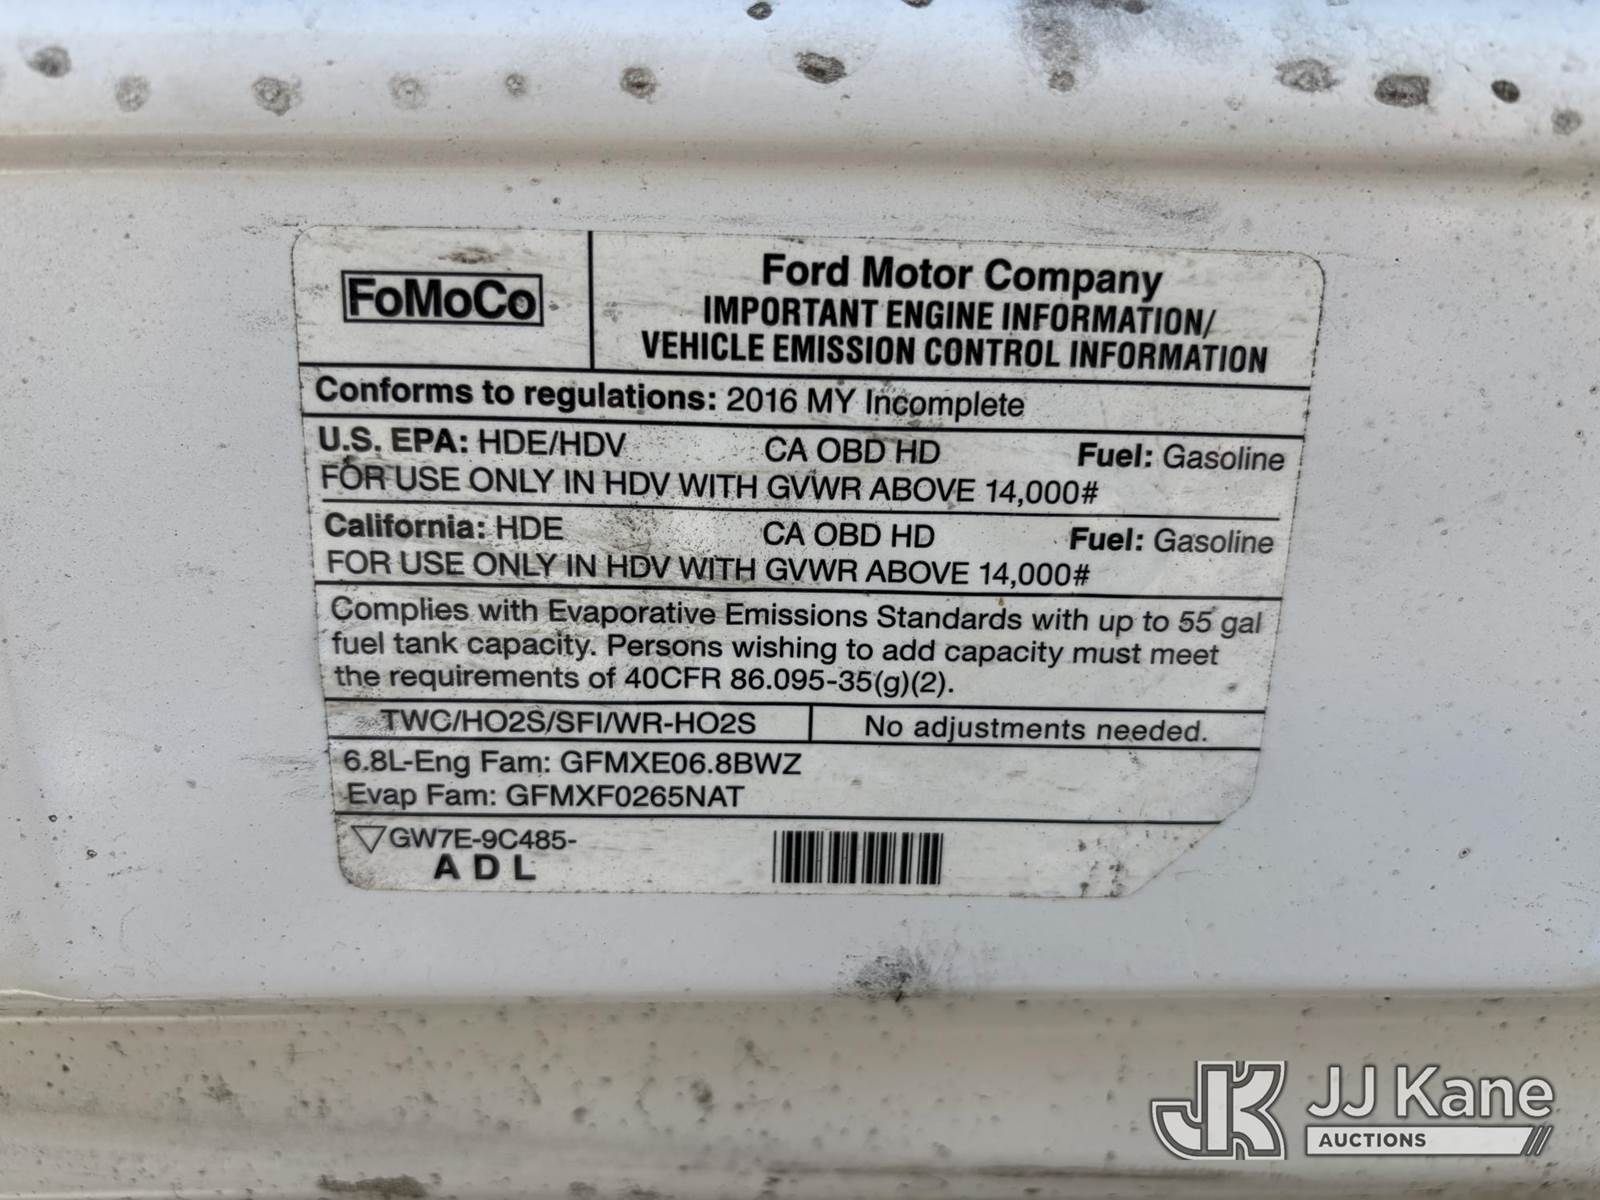 FoMoCo
Ford Motor Company
IMPORTANT ENGINE INFORMATION/
VEHICLE EMISSION CONTROL INFORMATION
Conforms to regulations: 2016 MY Incomplete
U.S. EPA: HDE/HDV CA OBD HD Fuel: Gasoline
FOR USE ONLY IN HDV WITH GVWR ABOVE 14,000#
California: HDE CA OBD HD Fuel: Gasoline
FOR USE ONLY IN HDV WITH GVWR ABOVE 14,000#
Complies with Evaporative Emissions Standards with up to 55 gal
fuel tank capacity. Persons wishing to add capacity must meet
the requirements of 40CFR 86.095-35(g)(2).
TWC/HO2S/SFI/WR-HO2S No adjustments needed.
6.8L-Eng Fam: GFMXE06.8BWZ
Evap Fam: GFMXF0265NAT
GW7E-9C485-
A D L
JK JJ Kane
AUCTIONS